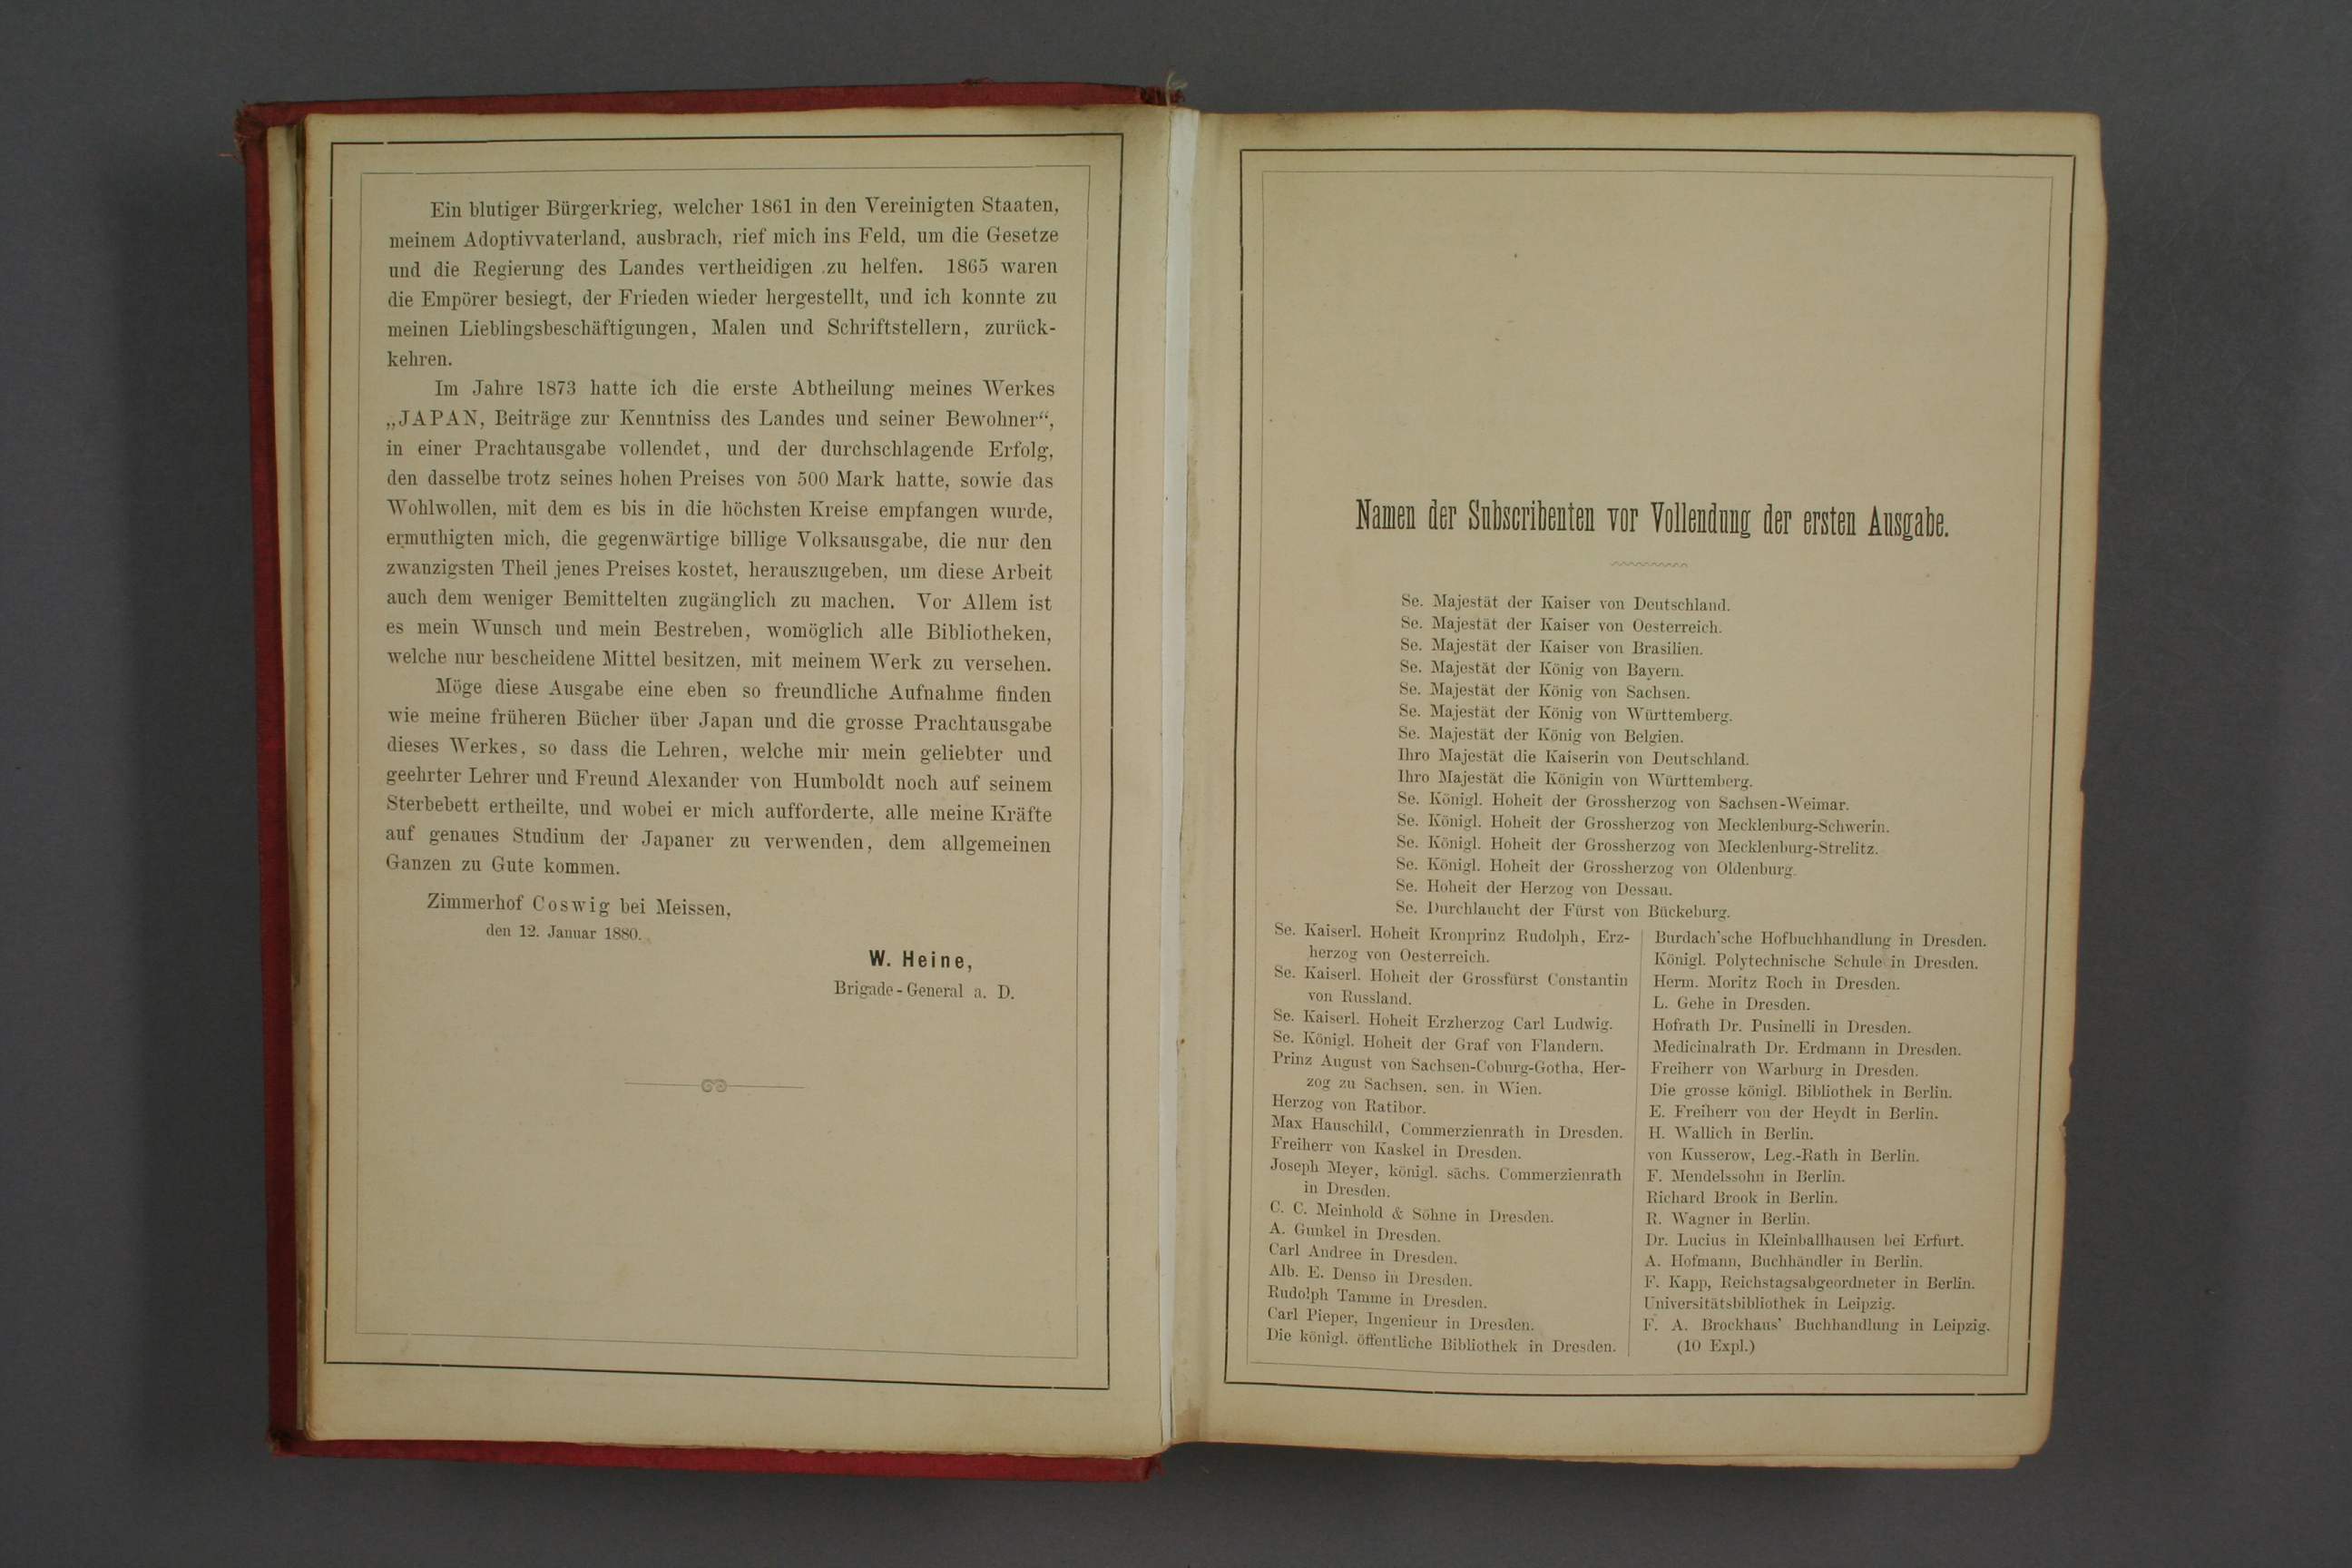 Ein blutiger Bürgerkrieg, welcher 1861 in den Vereinigten Staaten,
meinem Adoptivvaterland, ausbrach, rief mich ins Feld, um die Gesetze
und die Regierung des Landes vertheidigen zu helfen. 1865 waren
die Empörer besiegt, der Frieden wieder hergestellt, und ich konnte zu
meinen Lieblingsbeschäftigungen, Malen und Schriftstellern, zurück-
kehren.
Im Jahre 1873 hatte ich die erste Abtheilung meines Werkes
„JAPAN, Beiträge zur Kenntniss des Landes und seiner Bewohner“,
in einer Prachtausgabe vollendet, und der durchschlagende Erfolg,
den dasselbe trotz seines hohen Preises von 500 Mark hatte, sowie das
Wohlwollen, mit dem es bis in die höchsten Kreise empfangen wurde,
ermuthigten mich, die gegenwärtige billige Volksausgabe, die nur den
zwanzigsten Theil jenes Preises kostet, herauszugeben, um diese Arbeit
auch dem weniger Bemittelten zugänglich zu machen. Vor Allem ist
es mein Wunsch und mein Bestreben, womöglich alle Bibliotheken,
welche nur bescheidene Mittel besitzen, mit meinem Werk zu versehen.
Möge diese Ausgabe eine eben so freundliche Aufnahme finden
wie meine früheren Bücher über Japan und die grosse Prachtausgabe
dieses Werkes, so dass die Lehren, welche mir mein geliebter und
geehrter Lehrer und Freund Alexander von Humboldt noch auf seinem
Sterbebett ertheilte, und wobei er mich aufforderte, alle meine Kräfte
auf genaues Studium der Japaner zu verwenden, dem allgemeinen
Ganzen zu Gute kommen.
Zimmerhof Coswig bei Meissen,
den 12. Januar 1880.
W. Heine,
Brigade-General a. D.
Namen der Subscribenten vor Vollendung der ersten Ausgabe.
Se. Majestät der Kaiser von Deutschland.
Se. Majestät der Kaiser von Oesterreich.
Se. Majestät der Kaiser von Brasilien.
Se. Majestät der König von Bayern.
Se. Majestät der König von Sachsen.
Se. Majestät der König von Württemberg.
Se. Majestät der König von Belgien.
Ihro Majestät die Kaiserin von Deutschland.
Ihro Majestät die Königin von Württemberg.
Se. Königl. Hoheit der Grossherzog von Sachsen-Weimar.
Se. Königl. Hoheit der Grossherzog von Mecklenburg-Schwerin.
Se. Königl. Hoheit der Grossherzog von Mecklenburg-Strelitz.
Se. Königl. Hoheit der Grossherzog von Oldenburg.
Se. Hoheit der Herzog von Dessau.
Se. Durchlaucht der Fürst von Bückeburg.
Se. Kaiserl. Hoheit Kronprinz Rudolph, Erz-
herzog von Oesterreich.
Se. Kaiserl. Hoheit der Grossfürst Constantin
von Russland.
Se. Kaiserl. Hoheit Erzherzog Carl Ludwig.
Se. Königl. Hoheit der Graf von Flandern.
Prinz August von Sachsen-Coburg-Gotha, Her-
zog zu Sachsen, sen. in Wien.
Herzog von Ratibor.
Max Hauschild, Commerzienrath in Dresden.
Freiherr von Kaskel in Dresden.
Joseph Meyer, königl. sächs. Commerzienrath
in Dresden.
C. C. Meinhold & Söhne in Dresden.
A. Gunkel in Dresden.
Carl Andree in Dresden.
Alb. E. Denso in Dresden.
Rudolph Tamme in Dresden.
Carl Pieper, Ingenieur in Dresden.
Die königl. öffentliche Bibliothek in Dresden.
Burdach'sche Hofbuchhandlung in Dresden.
Königl. Polytechnische Schule in Dresden.
Herm. Moritz Roch in Dresden.
L. Gehe in Dresden.
Hofrath Dr. Pusinelli in Dresden.
Medicinalrath Dr. Erdmann in Dresden.
Freiherr von Warburg in Dresden.
Die grosse königl. Bibliothek in Berlin.
E. Freiherr von der Heydt in Berlin.
H. Wallich in Berlin.
von Kusserow, Leg.-Rath in Berlin.
F. Mendelssohn in Berlin.
Richard Brook in Berlin.
R. Wagner in Berlin.
Dr. Lucius in Kleinballhausen bei Erfurt.
A. Hofmann, Buchhändler in Berlin.
F. Kapp, Reichstagsabgeordneter in Berlin.
Universitätsbibliothek in Leipzig.
F. A. Brockhaus' Buchhandlung in Leipzig.
(10 Expl.)